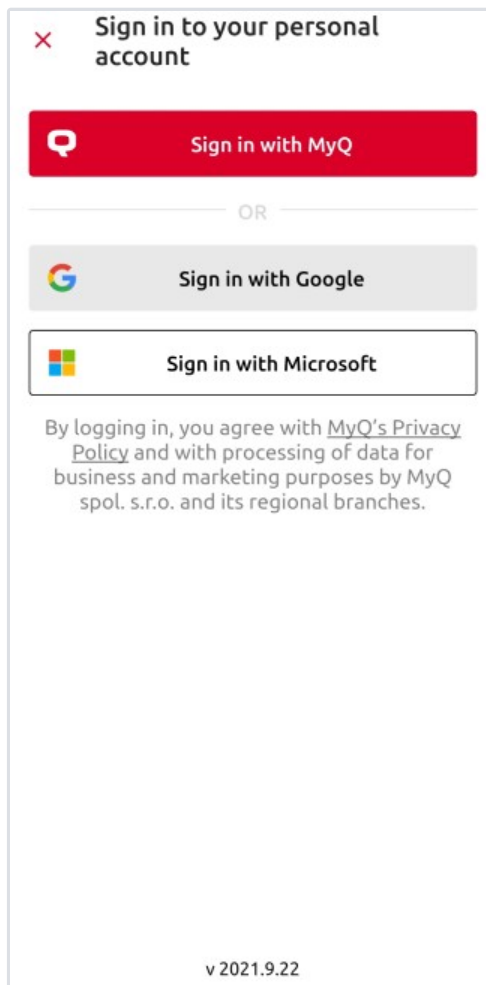 Sign in to your personal
account
Sign in with MyQ
OR
Sign in with Google
Sign in with Microsoft
By logging in, you agree with MyQ's Privacy
Policy and with processing of data for
business and marketing purposes by MyQ
spol. s.r.o. and its regional branches.
v 2021.9.22